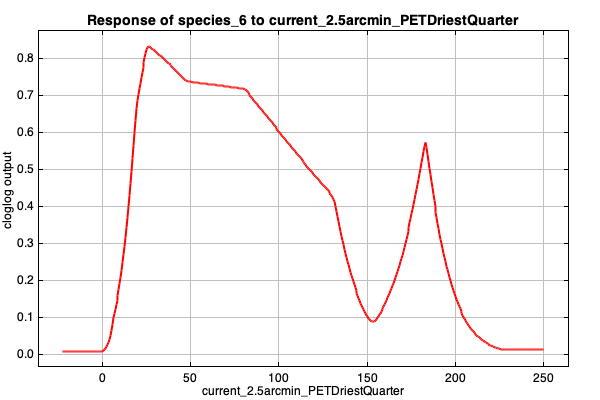 Response of species_6 to current_2.5arcmin_PETDriestQuarter
cloglog output
0.8
0.7
0.6
0.5
0.4
0.3
0.2
0.1
0.0
0 50 100 150 200 250
current_2.5arcmin_PETDriestQuarter